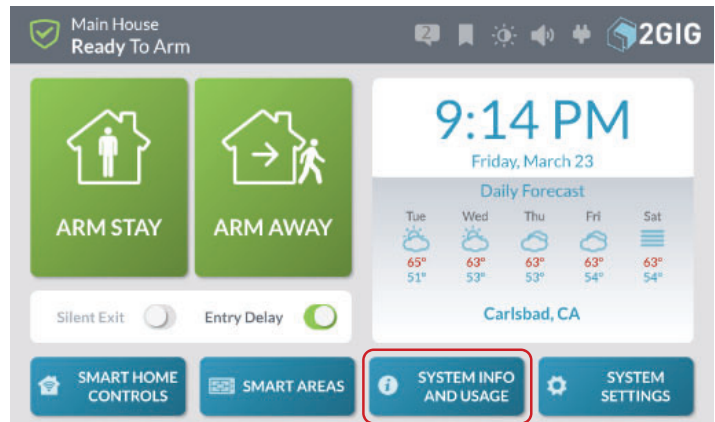 Main House
Ready To Arm
2
2GIG
ARM STAY
ARM AWAY
9:14 PM
Friday, March 23
Daily Forecast
Tue Wed Thu Fri Sat
65° 63° 63° 63° 63°
51° 53° 53° 54° 54°
Carlsbad, CA
Silent Exit
Entry Delay
SMART HOME
CONTROLS
SMART AREAS
SYSTEM INFO
AND USAGE
SYSTEM
SETTINGS